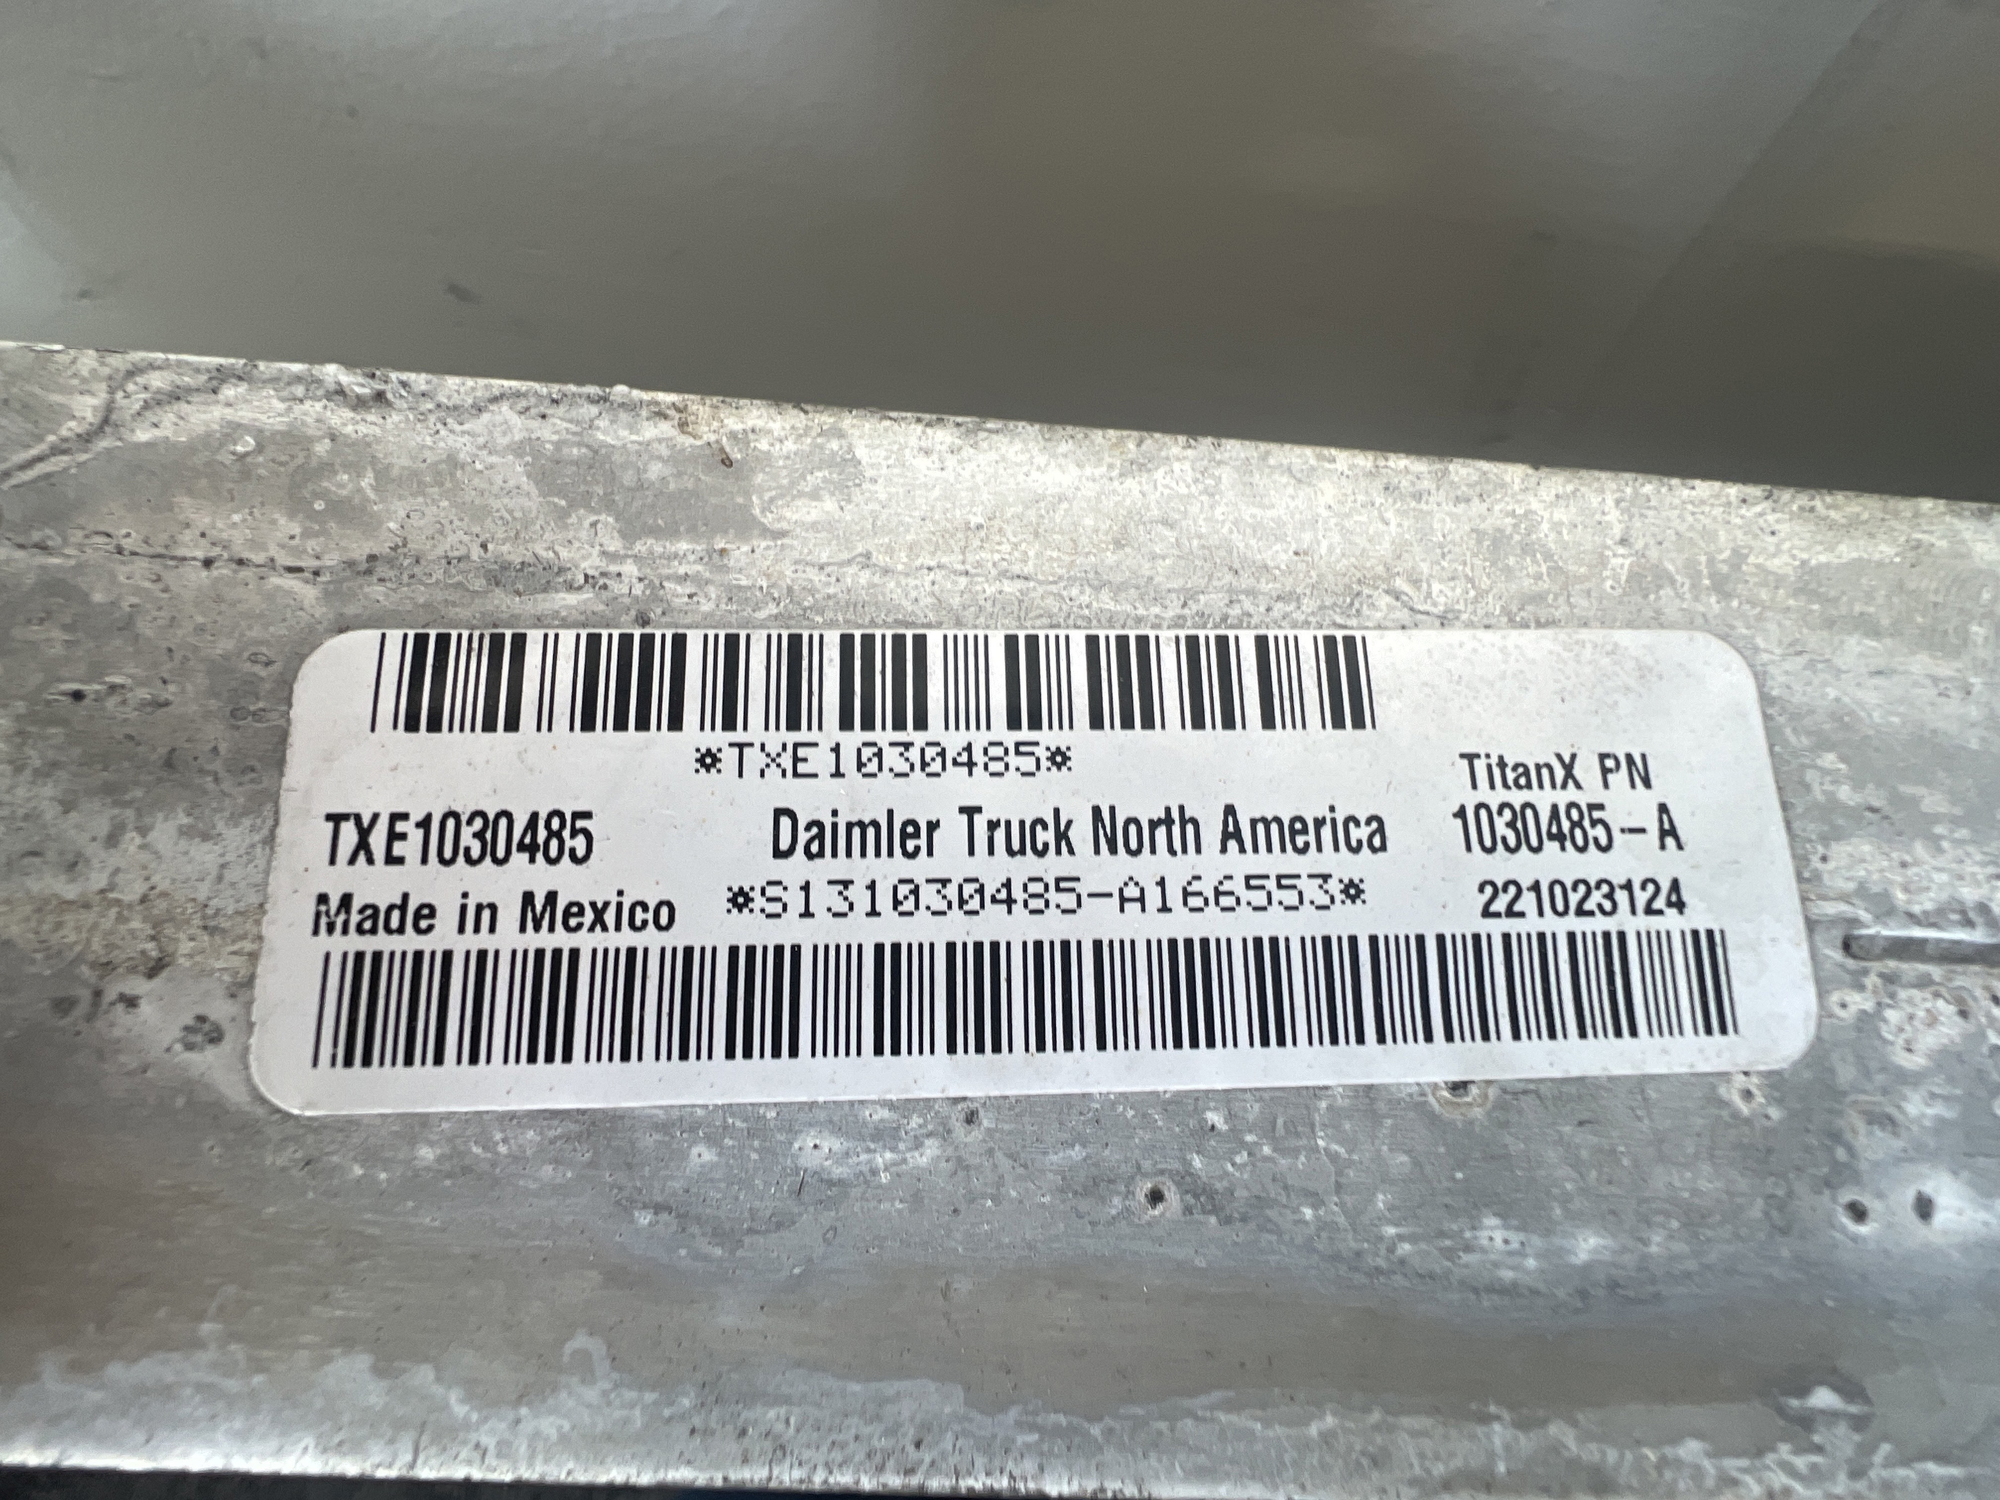 *TXE1030485*
TitanX PN
TXE1030485 Daimler Truck North America 1030485-A
Made in Mexico *S131030485-A166553* 221023124